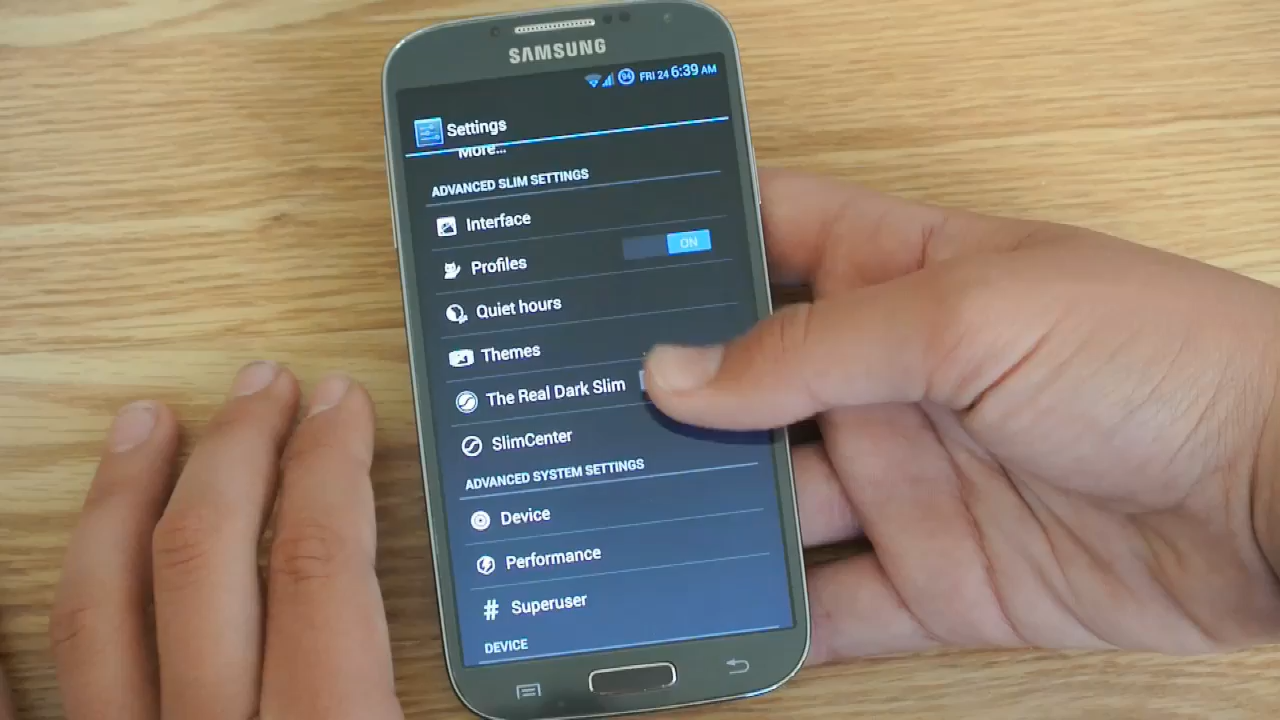 SAMSUNG
94 FRI 24 6:39 AM
Settings
More...
ADVANCED SLIM SETTINGS
Interface
Profiles ON
Quiet hours
Themes
The Real Dark Slim
SlimCenter
ADVANCED SYSTEM SETTINGS
Device
Performance
# Superuser
DEVICE